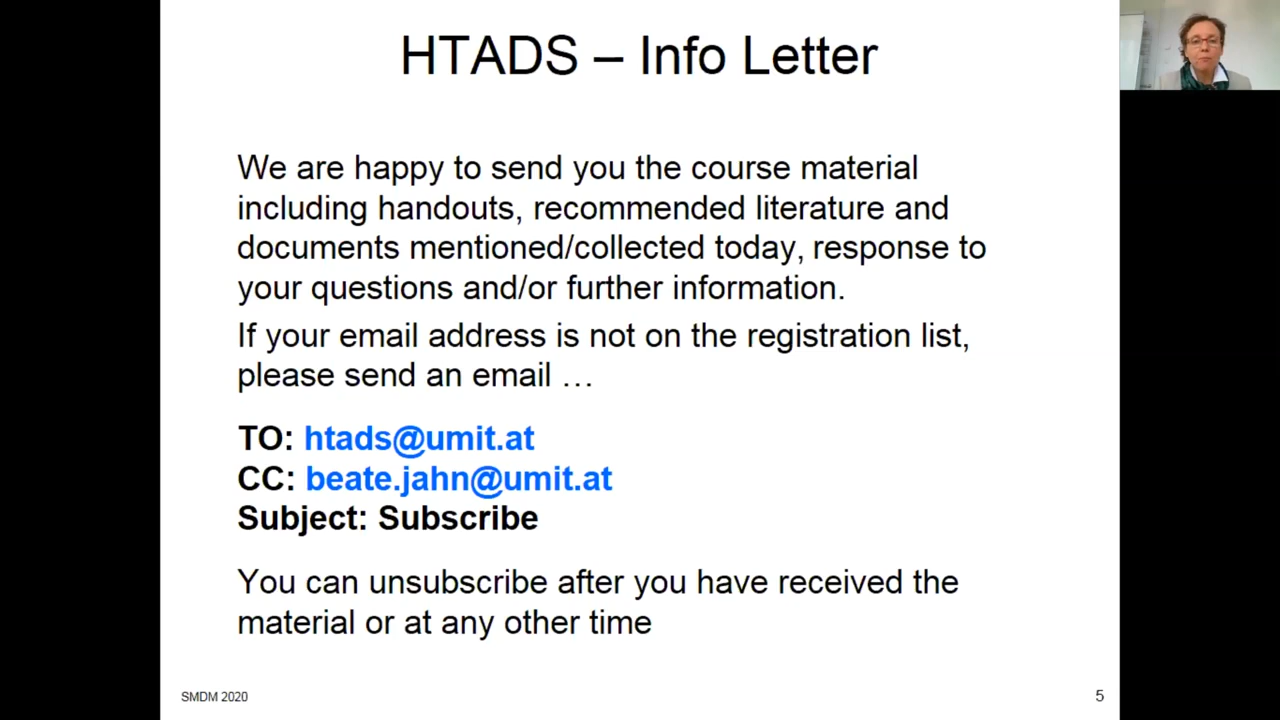 HTADS – Info Letter
We are happy to send you the course material
including handouts, recommended literature and
documents mentioned/collected today, response to
your questions and/or further information.
If your email address is not on the registration list,
please send an email …
TO: htads@umit.at
CC: beate.jahn@umit.at
Subject: Subscribe
You can unsubscribe after you have received the
material or at any other time
SMDM 2020
5